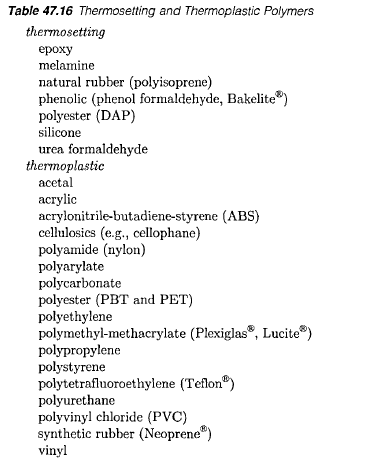 Table 47.16 Thermosetting and Thermoplastic Polymers
thermosetting
epoxy
melamine
natural rubber (polyisoprene)
phenolic (phenol formaldehyde, Bakelite®)
polyester (DAP)
silicone
urea formaldehyde
thermoplastic
acetal
acrylic
acrylonitrile-butadiene-styrene (ABS)
cellulosics (e.g., cellophane)
polyamide (nylon)
polyarylate
polycarbonate
polyester (PBT and PET)
polyethylene
polymethyl-methacrylate (Plexiglas®, Lucite®)
polypropylene
polystyrene
polytetrafluoroethylene (Teflon®)
polyurethane
polyvinyl chloride (PVC)
synthetic rubber (Neoprene®)
vinyl